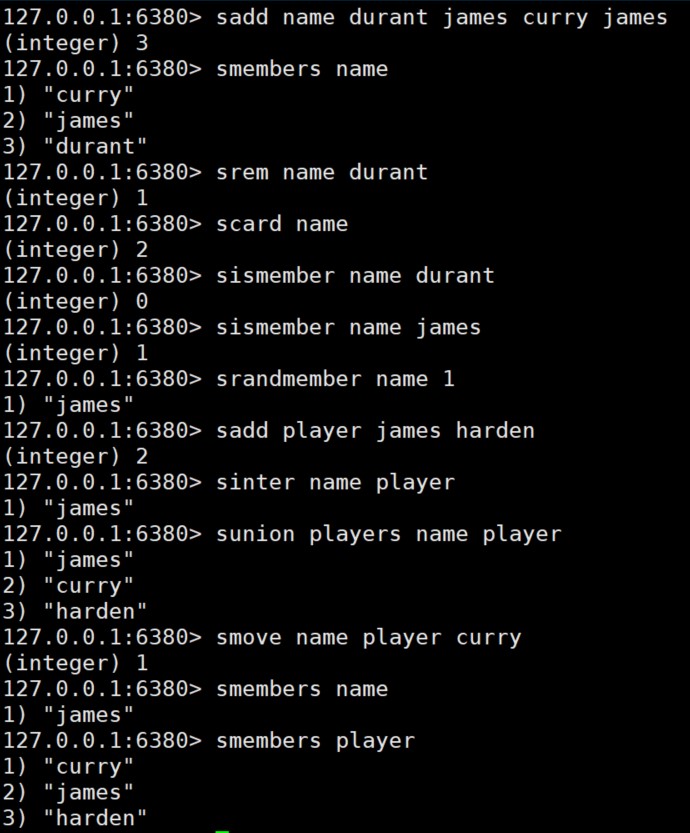 127.0.0.1:6380> sadd name durant james curry james
(integer) 3
127.0.0.1:6380> smembers name
1) "curry"
2) "james"
3) "durant"
127.0.0.1:6380> srem name durant
(integer) 1
127.0.0.1:6380> scard name
(integer) 2
127.0.0.1:6380> sismember name durant
(integer) 0
127.0.0.1:6380> sismember name james
(integer) 1
127.0.0.1:6380> srandmember name 1
1) "james"
127.0.0.1:6380> sadd player james harden
(integer) 2
127.0.0.1:6380> sinter name player
1) "james"
127.0.0.1:6380> sunion players name player
1) "james"
2) "curry"
3) "harden"
127.0.0.1:6380> smove name player curry
(integer) 1
127.0.0.1:6380> smembers name
1) "james"
127.0.0.1:6380> smembers player
1) "curry"
2) "james"
3) "harden"